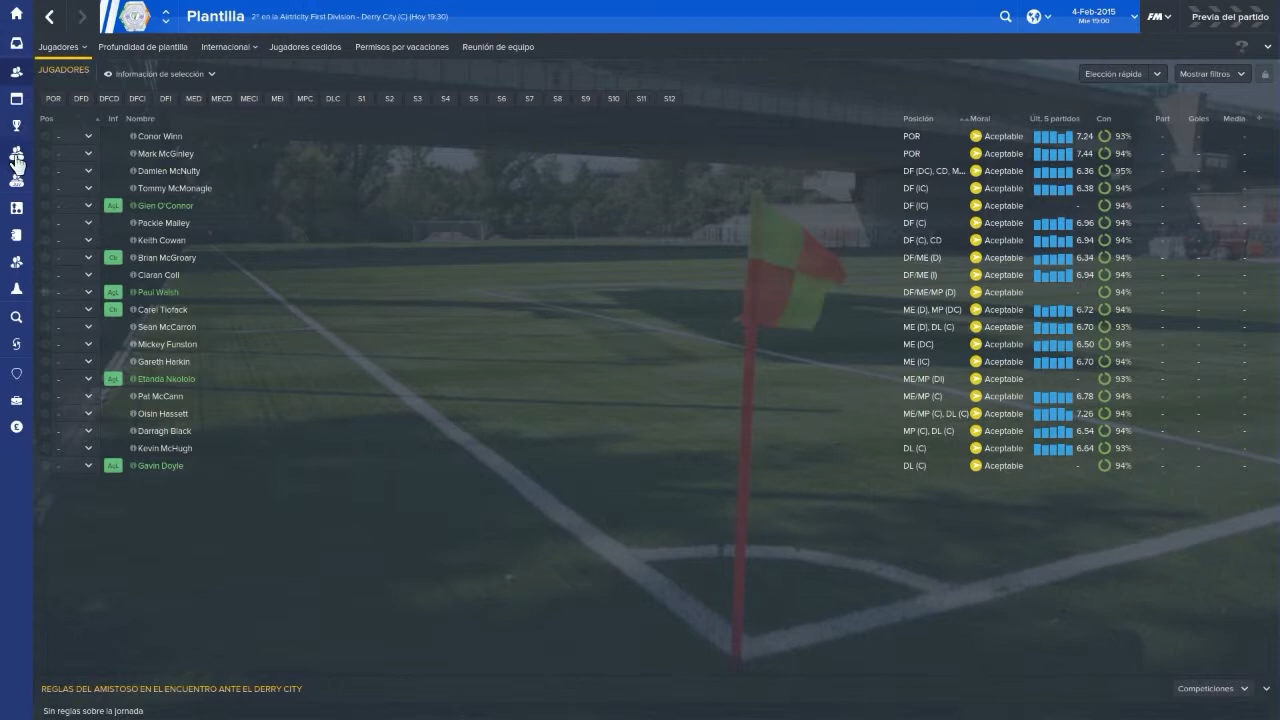 Plantilla 2º en la Airtricity First Division - Derry City (C) (Hoy 19:30) 4-Feb-2015 FM Previa del partido
Mie 19:00
Jugadores Profundidad de plantilla Internacional Jugadores cedidos Permisos por vacaciones Reunión de equipo
JUGADORES Información de selección Elección rápida Mostrar filtros
POR DFD DFCD DFCI DFI MED MECD MECI MEI MPC DLC S1 S2 S3 S4 S5 S6 S7 S8 S9 S10 S11 S12
Pos Inf Nombre Posición Moral Últ. 5 partidos Con Part Goles Media +
- Conor Winn POR Aceptable 7.24 93% - - -
- Mark McGinley POR Aceptable 7.44 94% - - -
- Damien McNulty DF (DC), CD, M... Aceptable 6.36 95% - - -
- Tommy McMonagle DF (IC) Aceptable 6.38 94% - - -
- AgL Glen O'Connor DF (IC) Aceptable - 94% - - -
- Packie Mailey DF (C) Aceptable 6.96 94% - - -
- Keith Cowan DF (C), CD Aceptable 6.94 94% - - -
- Cb Brian McGroary DF/ME (D) Aceptable 6.34 94% - - -
- Ciaran Coll DF/ME (I) Aceptable 6.94 94% - - -
- AgL Paul Walsh DF/ME/MP (D) Aceptable - 94% - - -
- Cb Carel Tiofack ME (D), MP (DC) Aceptable 6.72 94% - - -
- Sean McCarron ME (D), DL (C) Aceptable 6.70 93% - - -
- Mickey Funston ME (DC) Aceptable 6.50 94% - - -
- Gareth Harkin ME (IC) Aceptable 6.70 94% - - -
- AgL Etanda Nkololo ME/MP (DI) Aceptable - 93% - - -
- Pat McCann ME/MP (C) Aceptable 6.78 94% - - -
- Oisin Hassett ME/MP (C), DL (C) Aceptable 7.26 94% - - -
- Darragh Black MP (C), DL (C) Aceptable 6.54 94% - - -
- Kevin McHugh DL (C) Aceptable 6.64 93% - - -
- AgL Gavin Doyle DL (C) Aceptable - 94% - - -
REGLAS DEL AMISTOSO EN EL ENCUENTRO ANTE EL DERRY CITY Competiciones
Sin reglas sobre la jornada